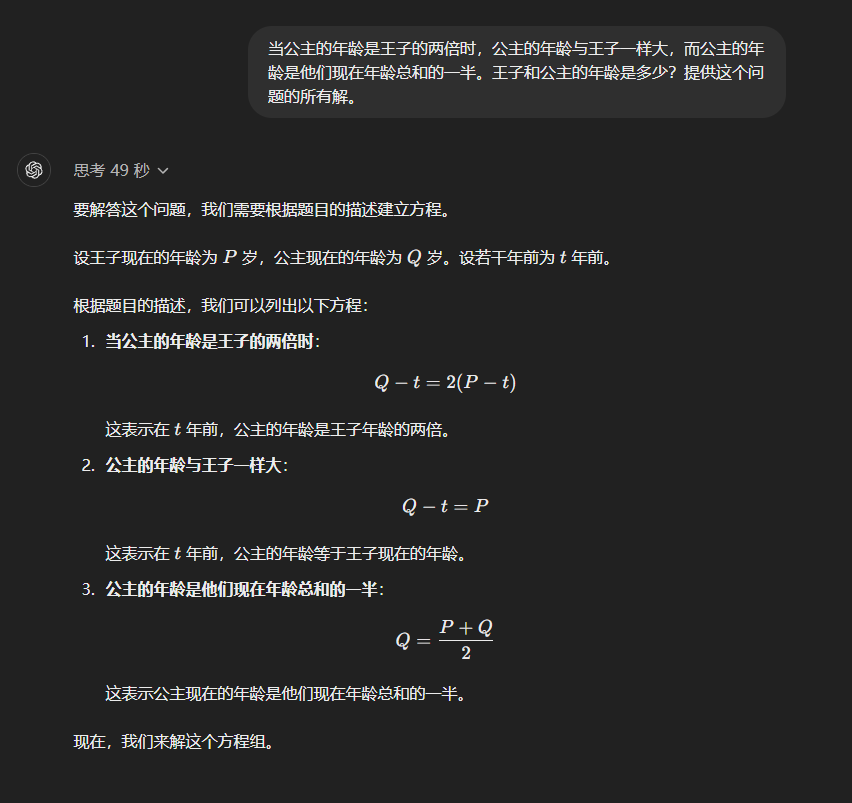 当公主的年龄是王子的两倍时，公主的年龄与王子一样大，而公主的年
龄是他们现在年龄总和的一半。王子和公主的年龄是多少？提供这个问
题的所有解。
思考 49 秒
要解答这个问题，我们需要根据题目的描述建立方程。
设王子现在的年龄为 P 岁，公主现在的年龄为 Q 岁。设若干年前为 t 年前。
根据题目的描述，我们可以列出以下方程：
1. 当公主的年龄是王子的两倍时：
Q − t = 2(P − t)
这表示在 t 年前，公主的年龄是王子年龄的两倍。
2. 公主的年龄与王子一样大：
Q − t = P
这表示在 t 年前，公主的年龄等于王子现在的年龄。
3. 公主的年龄是他们现在年龄总和的一半：
Q = \frac{P + Q}{2}
这表示公主现在的年龄是他们现在年龄总和的一半。
现在，我们来解这个方程组。